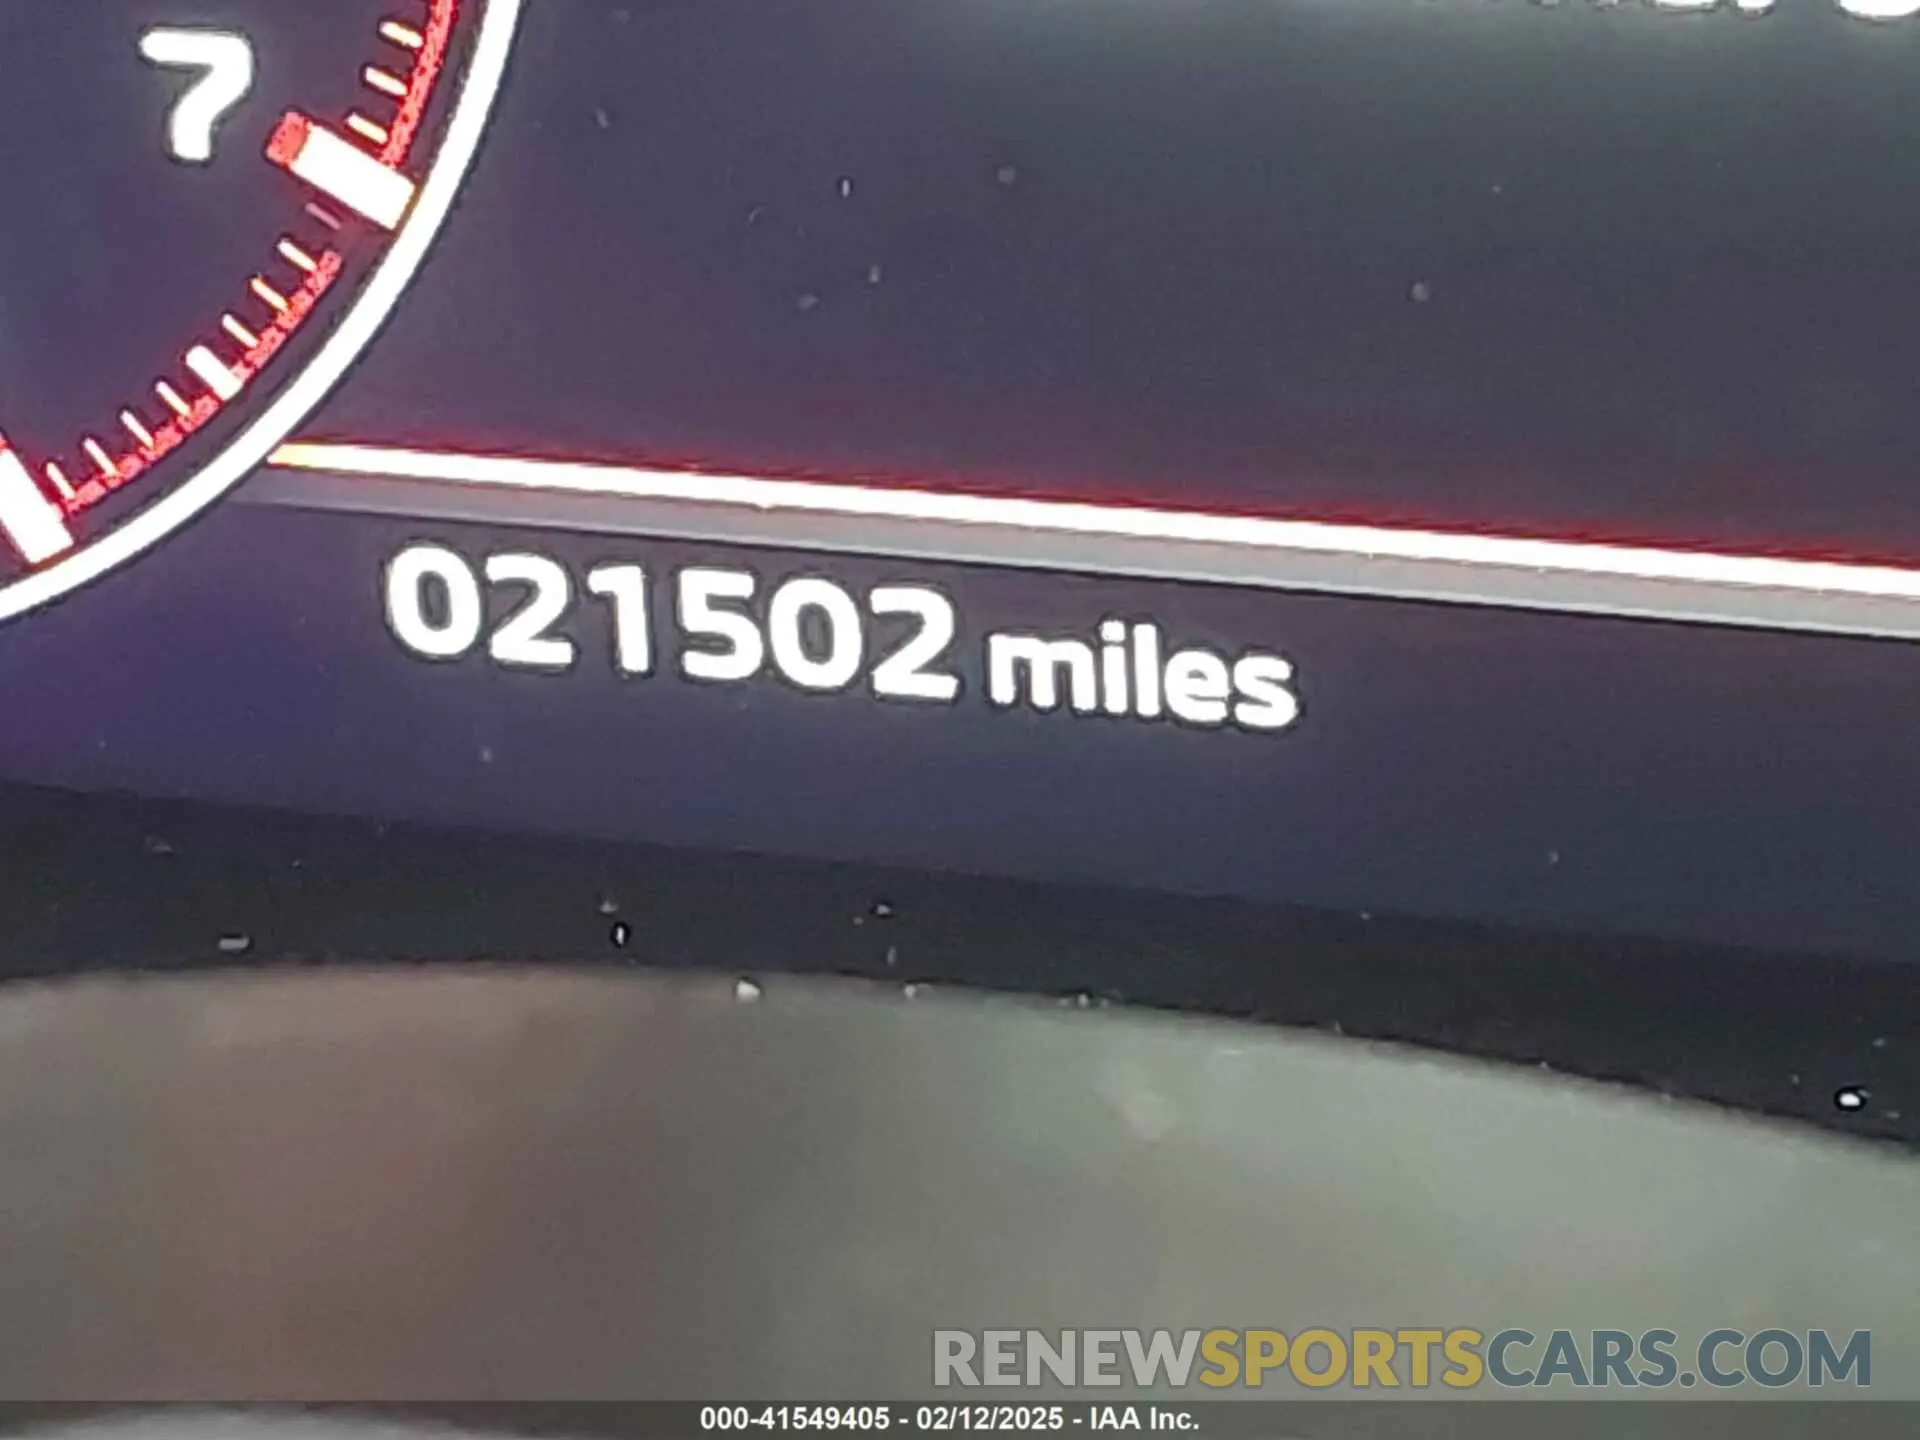 7
021502 miles
RENEWSPORTSCARS.COM
000-41549405 - 02/12/2025 - IAA Inc.